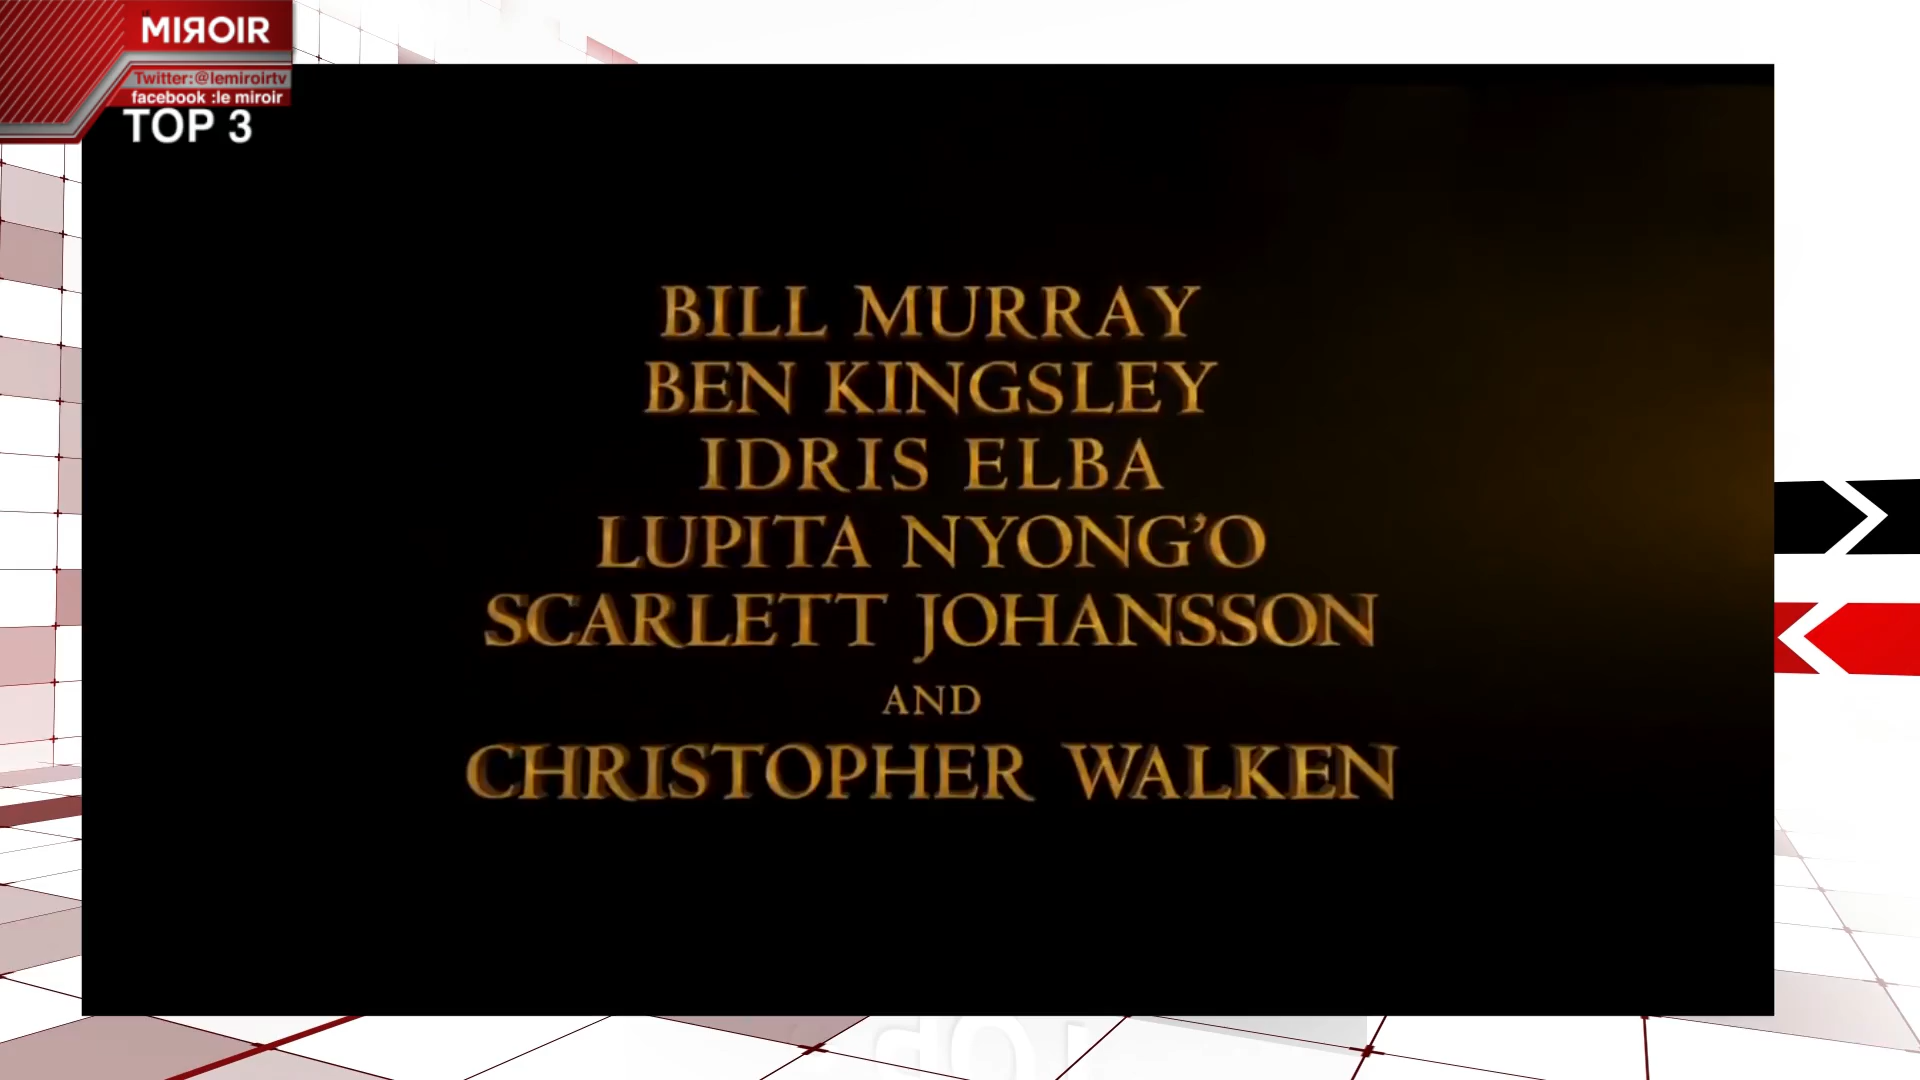 MIЯOIR
Twitter:@lemiroirtv
facebook :le miroir
TOP 3
BILL MURRAY
BEN KINGSLEY
IDRIS ELBA
LUPITA NYONG'O
SCARLETT JOHANSSON
AND
CHRISTOPHER WALKEN